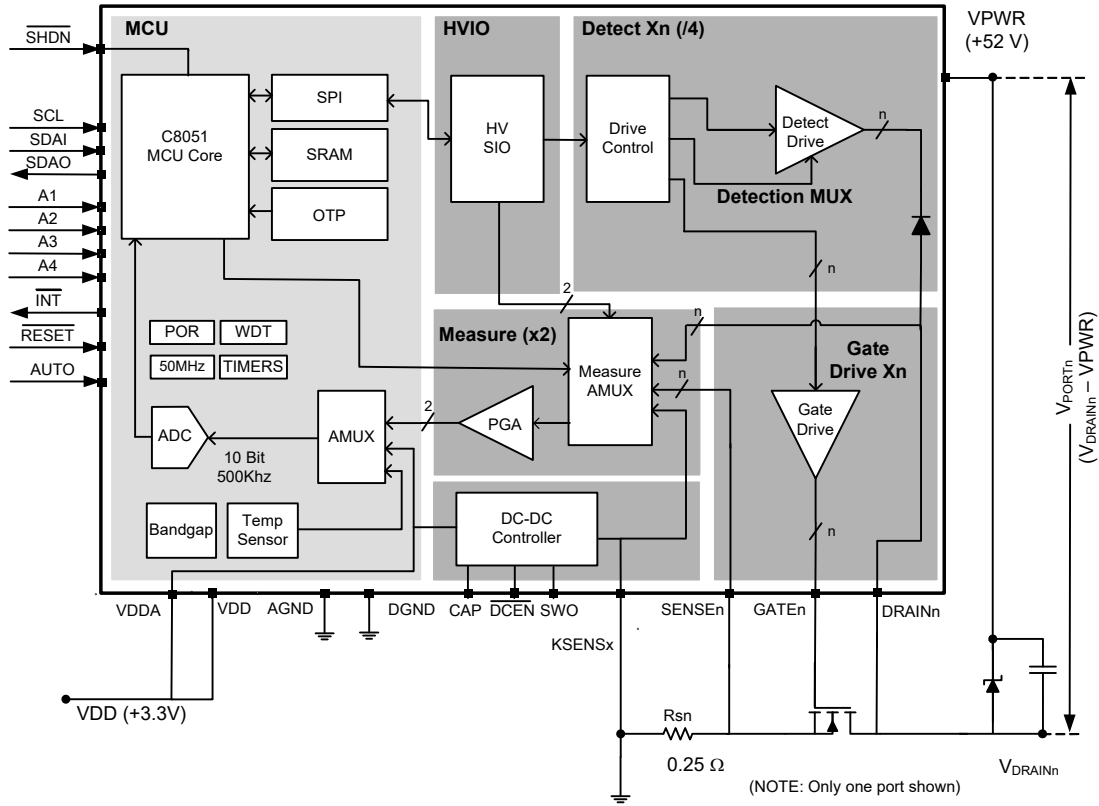 MCU
HVIO
Detect Xn (/4)
VPWR
(+52 V)
SHDN
SCL
SDAI
SDAO
A1
A2
A3
A4
INT
RESET
AUTO
C8051
MCU Core
SPI
SRAM
OTP
HV
SIO
Drive
Control
Detect
Drive
n
Detection MUX
n
2
POR
WDT
50MHz
TIMERS
Measure (x2)
n
Measure
AMUX
n
Gate
Drive Xn
Gate
Drive
n
ADC
10 Bit
500Khz
AMUX
2
PGA
Bandgap
Temp
Sensor
DC-DC
Controller
VPORTn
(VDRAINn – VPWR)
VDDA
VDD
AGND
DGND
CAP
DCEN
SWO
KSENSx
SENSEn
GATEn
DRAINn
VDD (+3.3V)
Rsn
0.25 Ω
(NOTE: Only one port shown)
VDRAINn